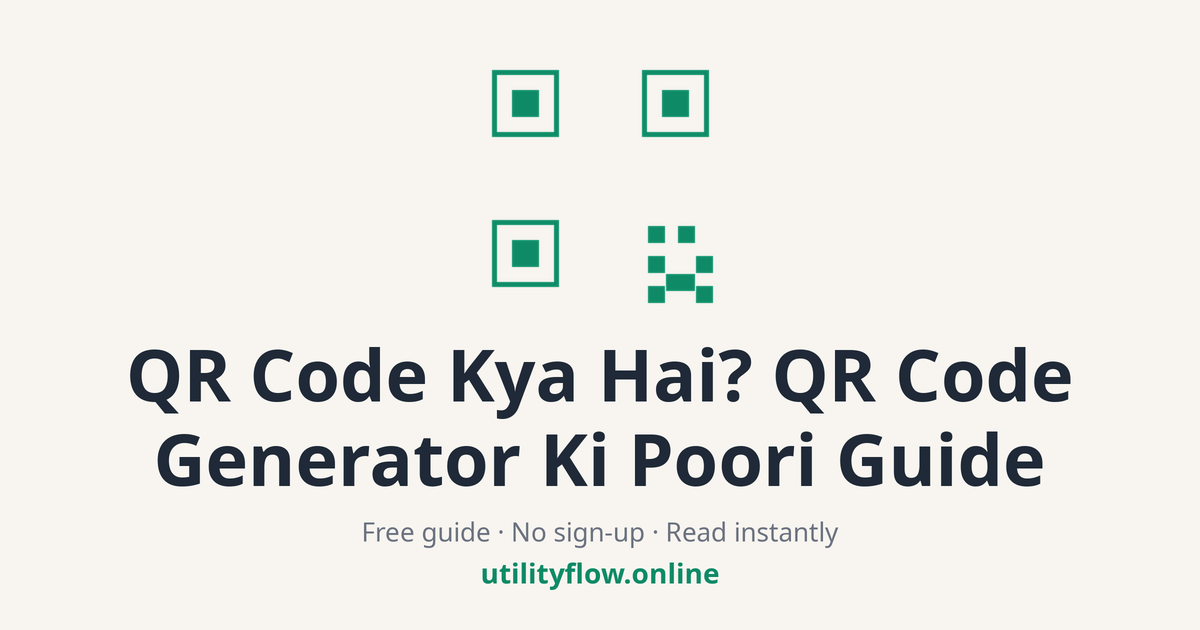 QR Code Kya Hai? QR Code
Generator Ki Poori Guide
Free guide · No sign-up · Read instantly
utilityflow.online